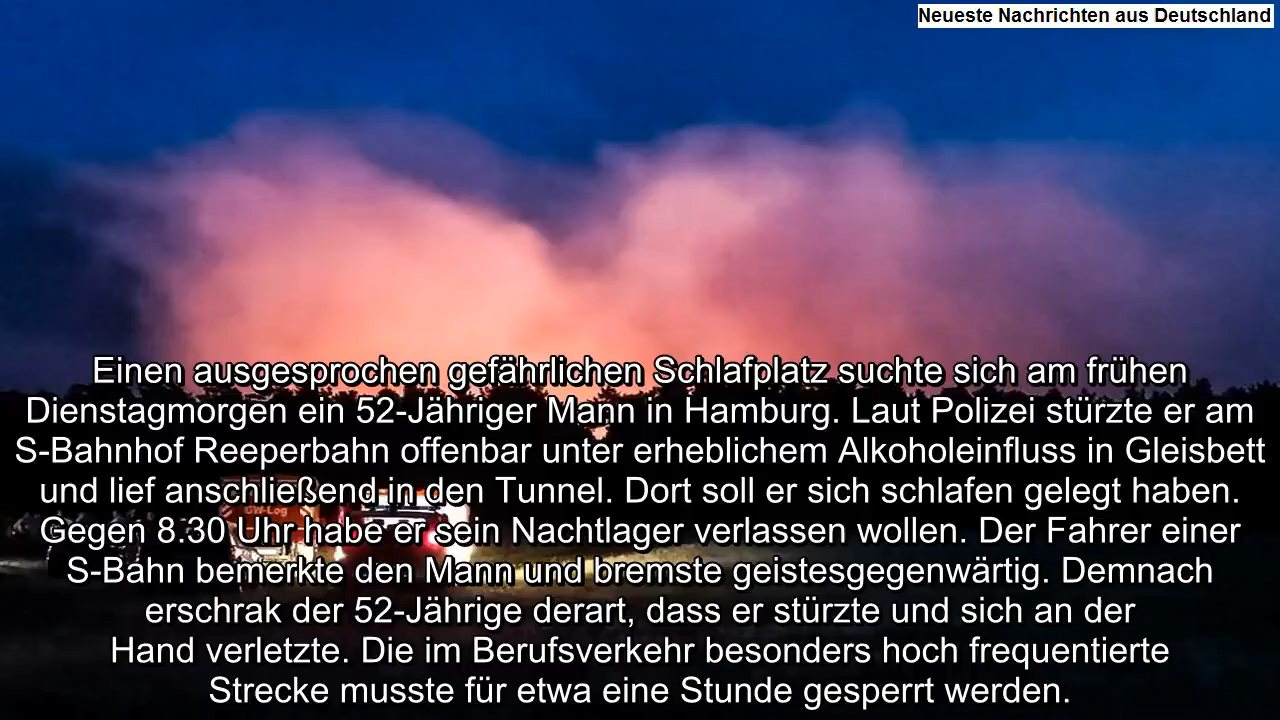 Neueste Nachrichten aus Deutschland
Einen ausgesprochen gefährlichen Schlafplatz suchte sich am frühen
Dienstagmorgen ein 52-Jähriger Mann in Hamburg. Laut Polizei stürzte er am
S-Bahnhof Reeperbahn offenbar unter erheblichem Alkoholeinfluss in Gleisbett
und lief anschließend in den Tunnel. Dort soll er sich schlafen gelegt haben.
GW-Log
Gegen 8.30 Uhr habe er sein Nachtlager verlassen wollen. Der Fahrer einer
S-Bahn bemerkte den Mann und bremste geistesgegenwärtig. Demnach
erschrak der 52-Jährige derart, dass er stürzte und sich an der
Hand verletzte. Die im Berufsverkehr besonders hoch frequentierte
Strecke musste für etwa eine Stunde gesperrt werden.